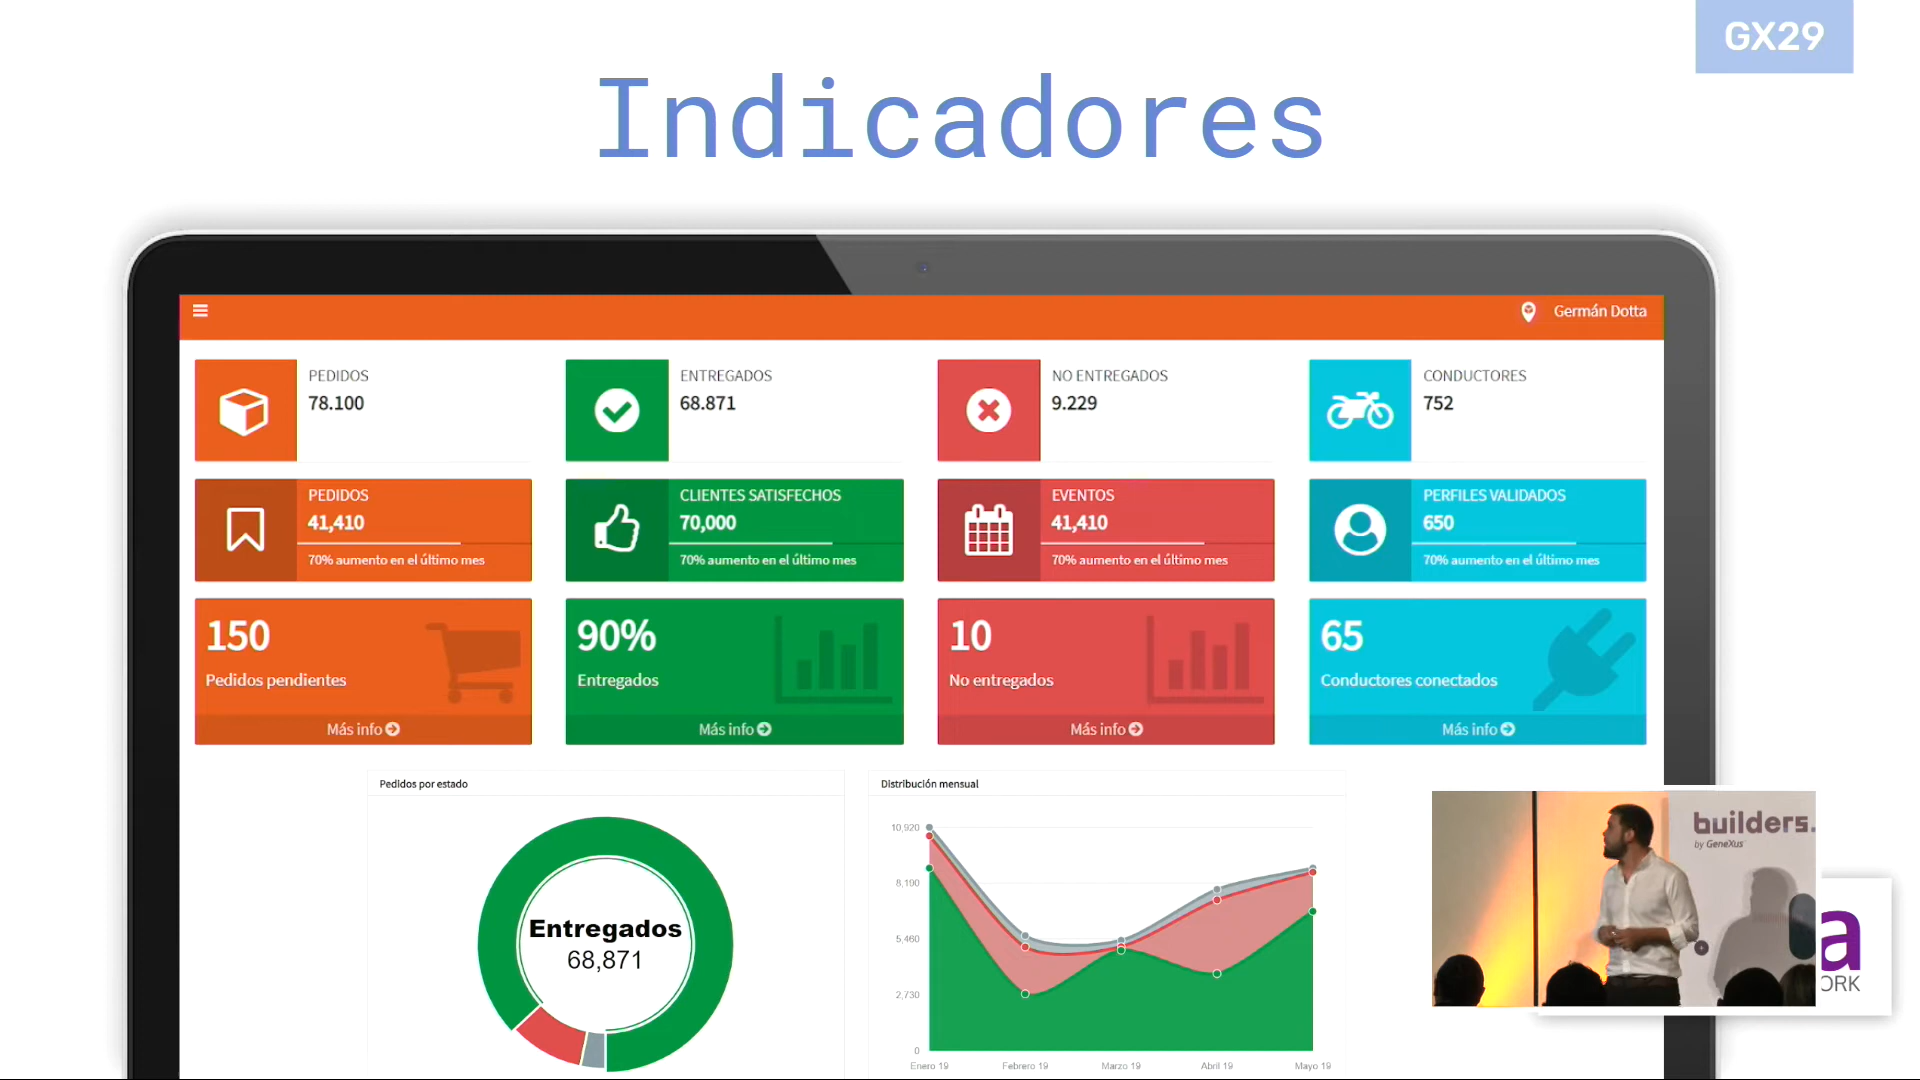 GX29
Indicadores
Germán Dotta
PEDIDOS
78.100
ENTREGADOS
68.871
NO ENTREGADOS
9.229
CONDUCTORES
752
PEDIDOS
41,410
70% aumento en el último mes
CLIENTES SATISFECHOS
70,000
70% aumento en el último mes
EVENTOS
41,410
70% aumento en el último mes
PERFILES VALIDADOS
650
70% aumento en el último mes
150
Pedidos pendientes
Más info
90%
Entregados
Más info
10
No entregados
Más info
65
Conductores conectados
Más info
Pedidos por estado
Entregados
68,871
Distribución mensual
10,920
8,190
5,460
2,730
0
Enero 19
Febrero 19
Marzo 19
Abril 19
Mayo 19
builders.
by GeneXus
a
ORK